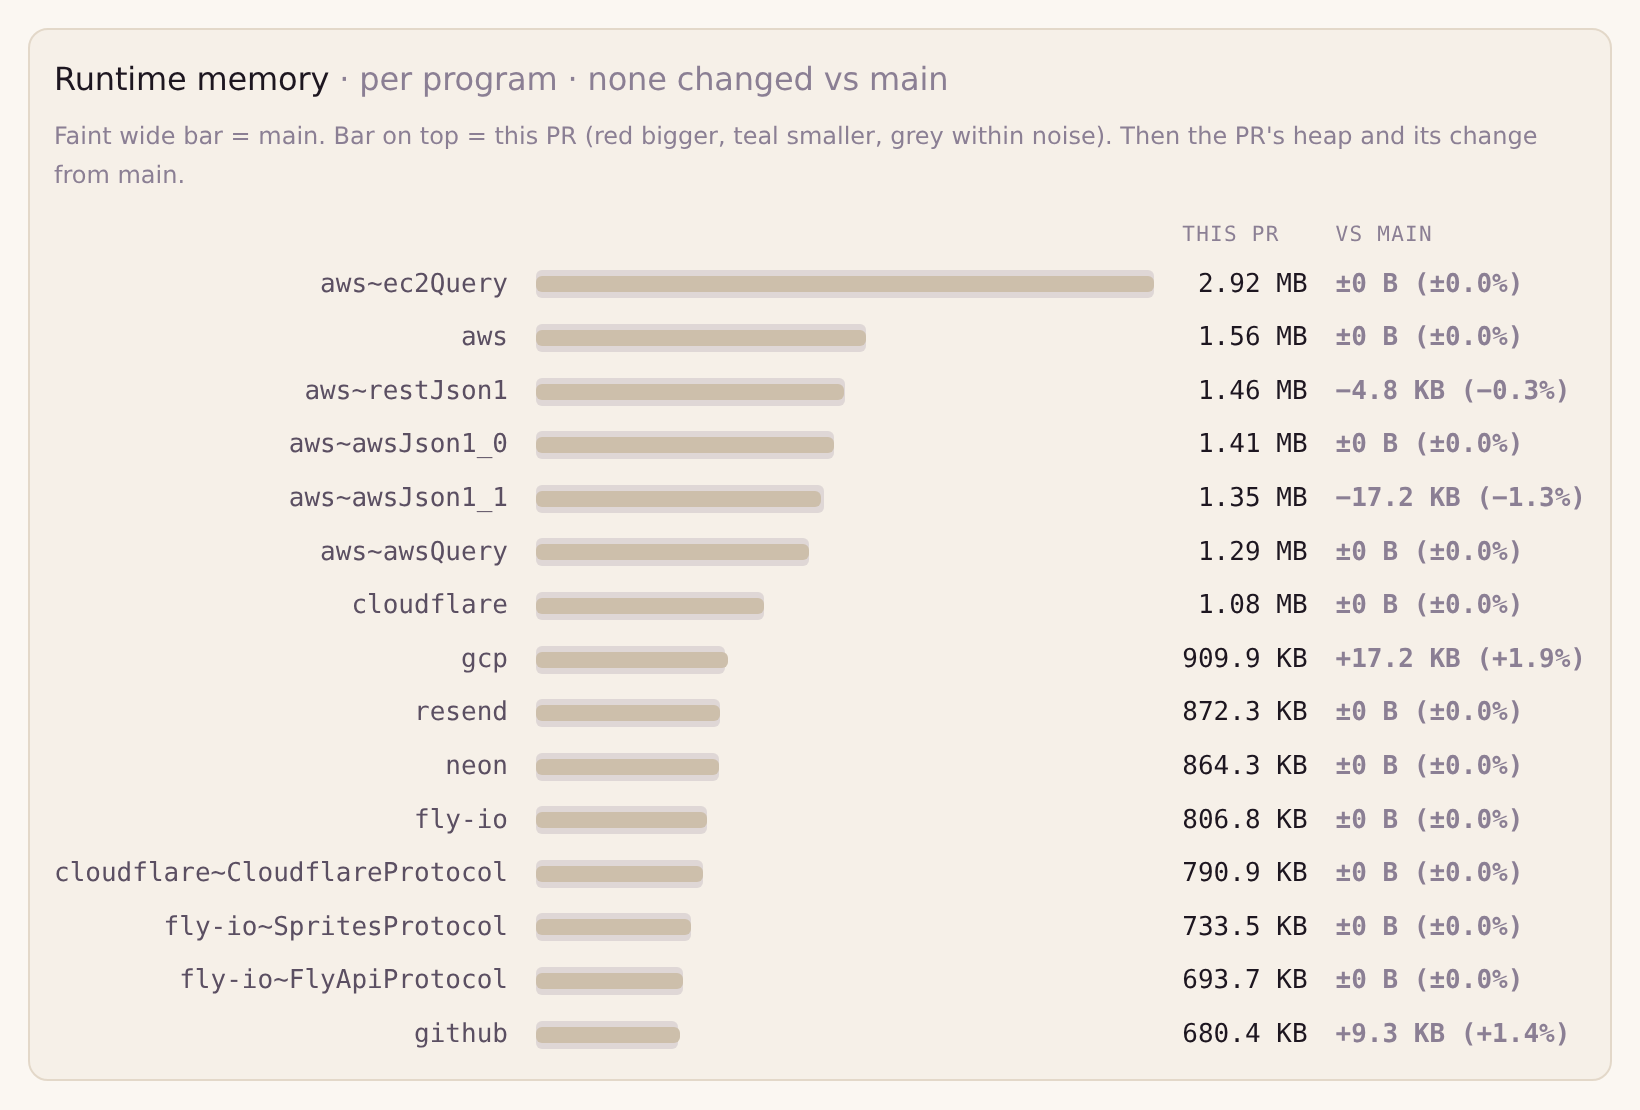 Runtime memory · per program · none changed vs main
Faint wide bar = main. Bar on top = this PR (red bigger, teal smaller, grey within noise). Then the PR's heap and its change
from main.
THIS PR VS MAIN
aws~ec2Query 2.92 MB ±0 B (±0.0%)
aws 1.56 MB ±0 B (±0.0%)
aws~restJson1 1.46 MB −4.8 KB (−0.3%)
aws~awsJson1_0 1.41 MB ±0 B (±0.0%)
aws~awsJson1_1 1.35 MB −17.2 KB (−1.3%)
aws~awsQuery 1.29 MB ±0 B (±0.0%)
cloudflare 1.08 MB ±0 B (±0.0%)
gcp 909.9 KB +17.2 KB (+1.9%)
resend 872.3 KB ±0 B (±0.0%)
neon 864.3 KB ±0 B (±0.0%)
fly-io 806.8 KB ±0 B (±0.0%)
cloudflare~CloudflareProtocol 790.9 KB ±0 B (±0.0%)
fly-io~SpritesProtocol 733.5 KB ±0 B (±0.0%)
fly-io~FlyApiProtocol 693.7 KB ±0 B (±0.0%)
github 680.4 KB +9.3 KB (+1.4%)